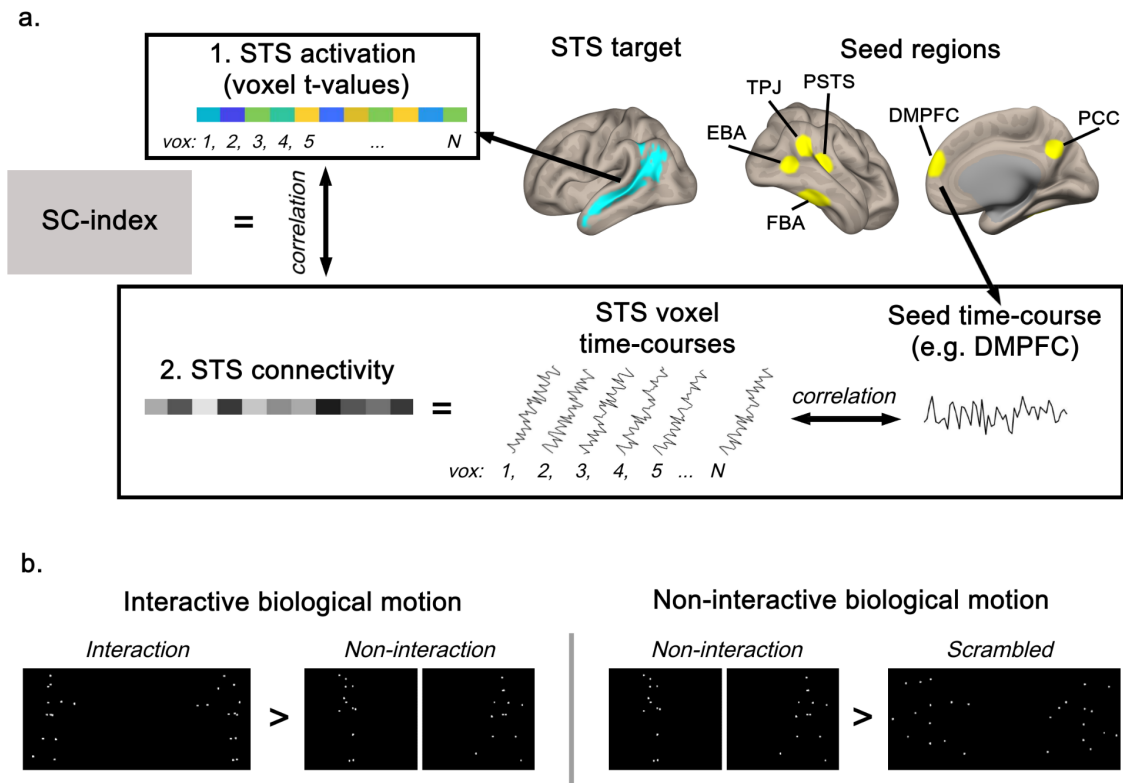 a.
1. STS activation
(voxel t-values)
vox: 1, 2, 3, 4, 5 ... N
STS target
Seed regions
TPJ
PSTS
EBA
FBA
DMPFC
PCC
SC-index
=
correlation
2. STS connectivity
=
STS voxel
time-courses
vox: 1, 2, 3, 4, 5 ... N
correlation
Seed time-course
(e.g. DMPFC)
b.
Interactive biological motion
Non-interactive biological motion
Interaction
Non-interaction
Non-interaction
Scrambled
>
>